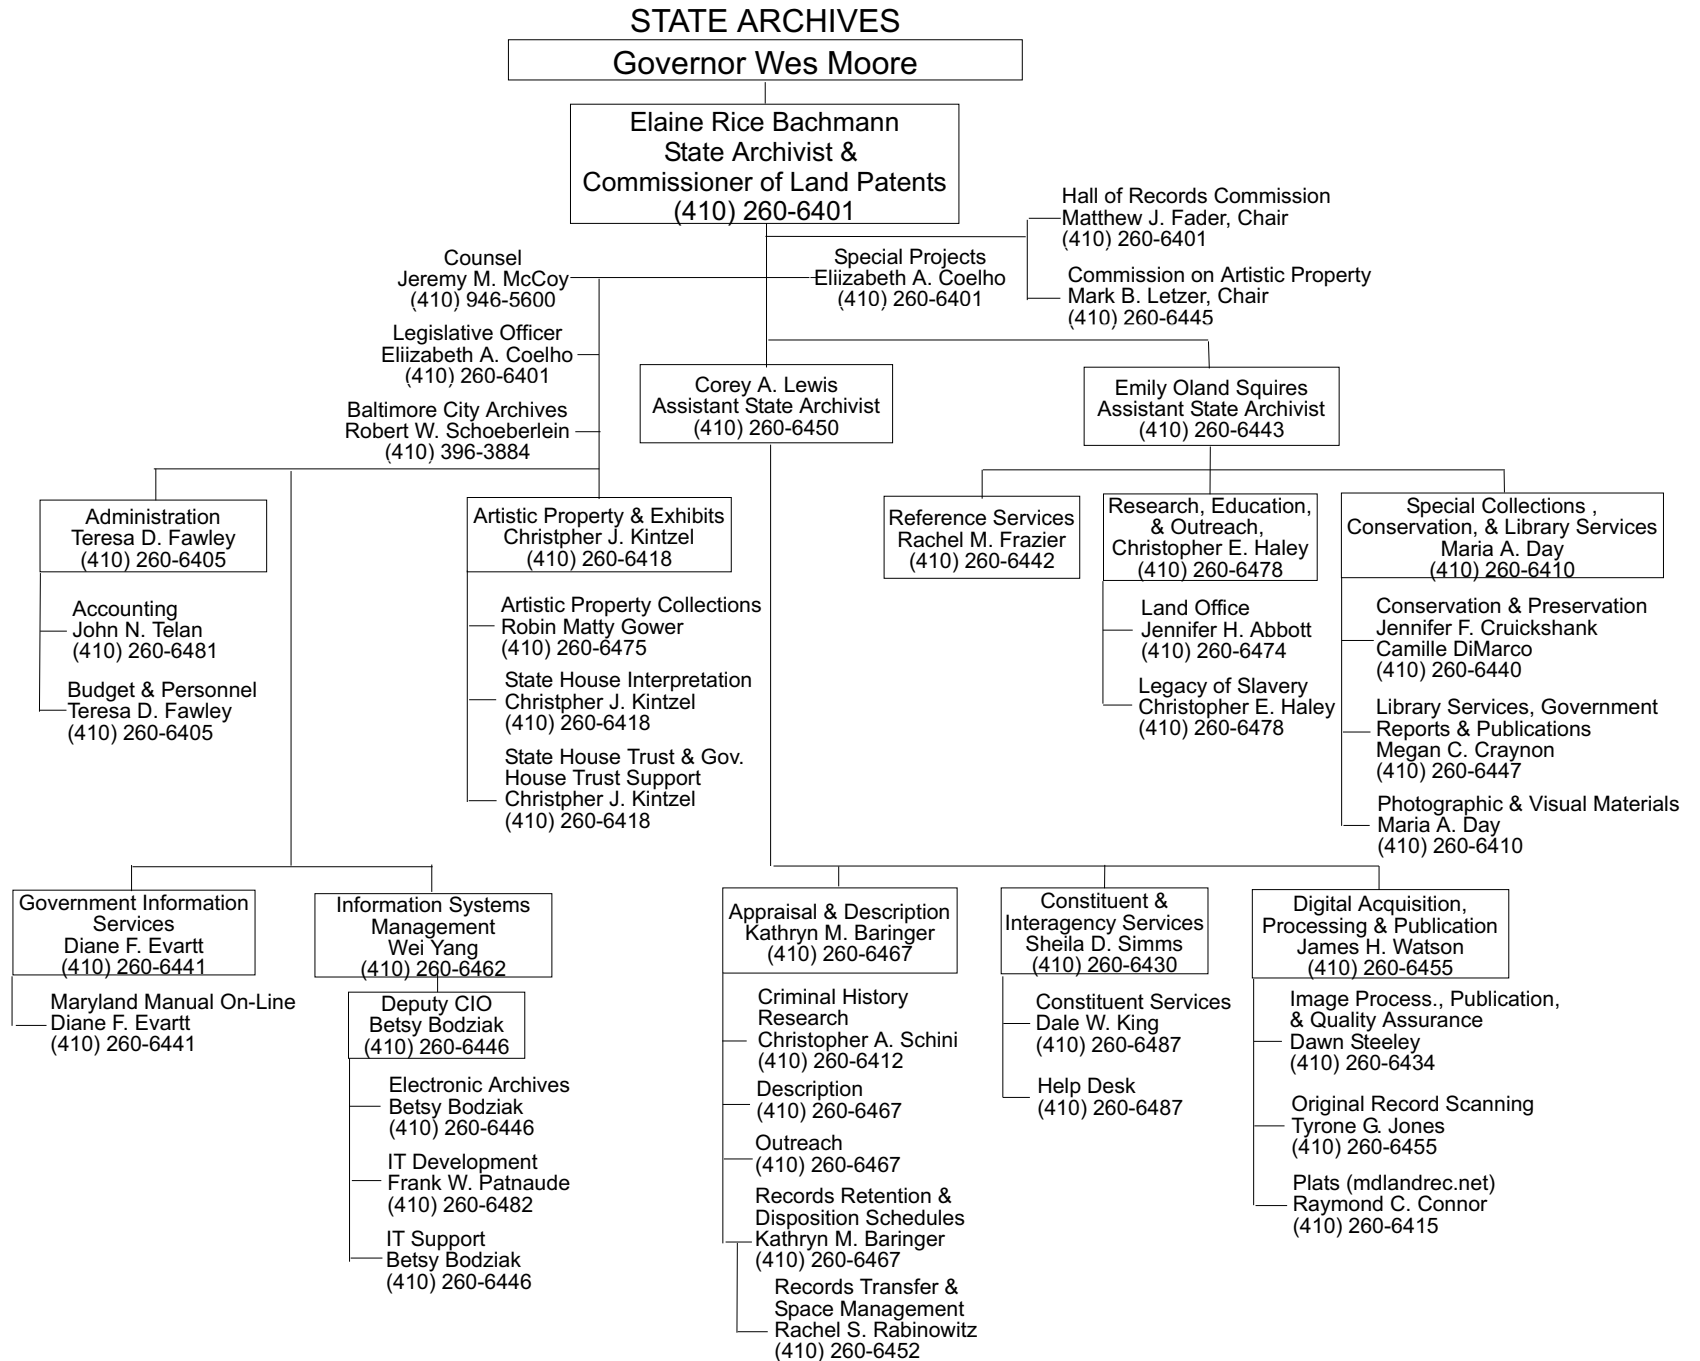 STATE ARCHIVES
Governor Wes Moore
Elaine Rice Bachmann
State Archivist &
Commissioner of Land Patents
(410) 260-6401
Hall of Records Commission
Matthew J. Fader, Chair
(410) 260-6401
Commission on Artistic Property
Mark B. Letzer, Chair
(410) 260-6445
Counsel
Jeremy M. McCoy
(410) 946-5600
Special Projects
Eliizabeth A. Coelho
(410) 260-6401
Legislative Officer
Eliizabeth A. Coelho
(410) 260-6401
Baltimore City Archives
Robert W. Schoeberlein
(410) 396-3884
Corey A. Lewis
Assistant State Archivist
(410) 260-6450
Emily Oland Squires
Assistant State Archivist
(410) 260-6443
Administration
Teresa D. Fawley
(410) 260-6405
Accounting
John N. Telan
(410) 260-6481
Budget & Personnel
Teresa D. Fawley
(410) 260-6405
Artistic Property & Exhibits
Christpher J. Kintzel
(410) 260-6418
Artistic Property Collections
Robin Matty Gower
(410) 260-6475
State House Interpretation
Christpher J. Kintzel
(410) 260-6418
State House Trust & Gov.
House Trust Support
Christpher J. Kintzel
(410) 260-6418
Reference Services
Rachel M. Frazier
(410) 260-6442
Research, Education,
& Outreach,
Christopher E. Haley
(410) 260-6478
Land Office
Jennifer H. Abbott
(410) 260-6474
Legacy of Slavery
Christopher E. Haley
(410) 260-6478
Special Collections ,
Conservation, & Library Services
Maria A. Day
(410) 260-6410
Conservation & Preservation
Jennifer F. Cruickshank
Camille DiMarco
(410) 260-6440
Library Services, Government
Reports & Publications
Megan C. Craynon
(410) 260-6447
Photographic & Visual Materials
Maria A. Day
(410) 260-6410
Government Information
Services
Diane F. Evartt
(410) 260-6441
Maryland Manual On-Line
Diane F. Evartt
(410) 260-6441
Information Systems
Management
Wei Yang
(410) 260-6462
Deputy CIO
Betsy Bodziak
(410) 260-6446
Electronic Archives
Betsy Bodziak
(410) 260-6446
IT Development
Frank W. Patnaude
(410) 260-6482
IT Support
Betsy Bodziak
(410) 260-6446
Appraisal & Description
Kathryn M. Baringer
(410) 260-6467
Criminal History
Research
Christopher A. Schini
(410) 260-6412
Description
(410) 260-6467
Outreach
(410) 260-6467
Records Retention &
Disposition Schedules
Kathryn M. Baringer
(410) 260-6467
Records Transfer &
Space Management
Rachel S. Rabinowitz
(410) 260-6452
Constituent &
Interagency Services
Sheila D. Simms
(410) 260-6430
Constituent Services
Dale W. King
(410) 260-6487
Help Desk
(410) 260-6487
Digital Acquisition,
Processing & Publication
James H. Watson
(410) 260-6455
Image Process., Publication,
& Quality Assurance
Dawn Steeley
(410) 260-6434
Original Record Scanning
Tyrone G. Jones
(410) 260-6455
Plats (mdlandrec.net)
Raymond C. Connor
(410) 260-6415